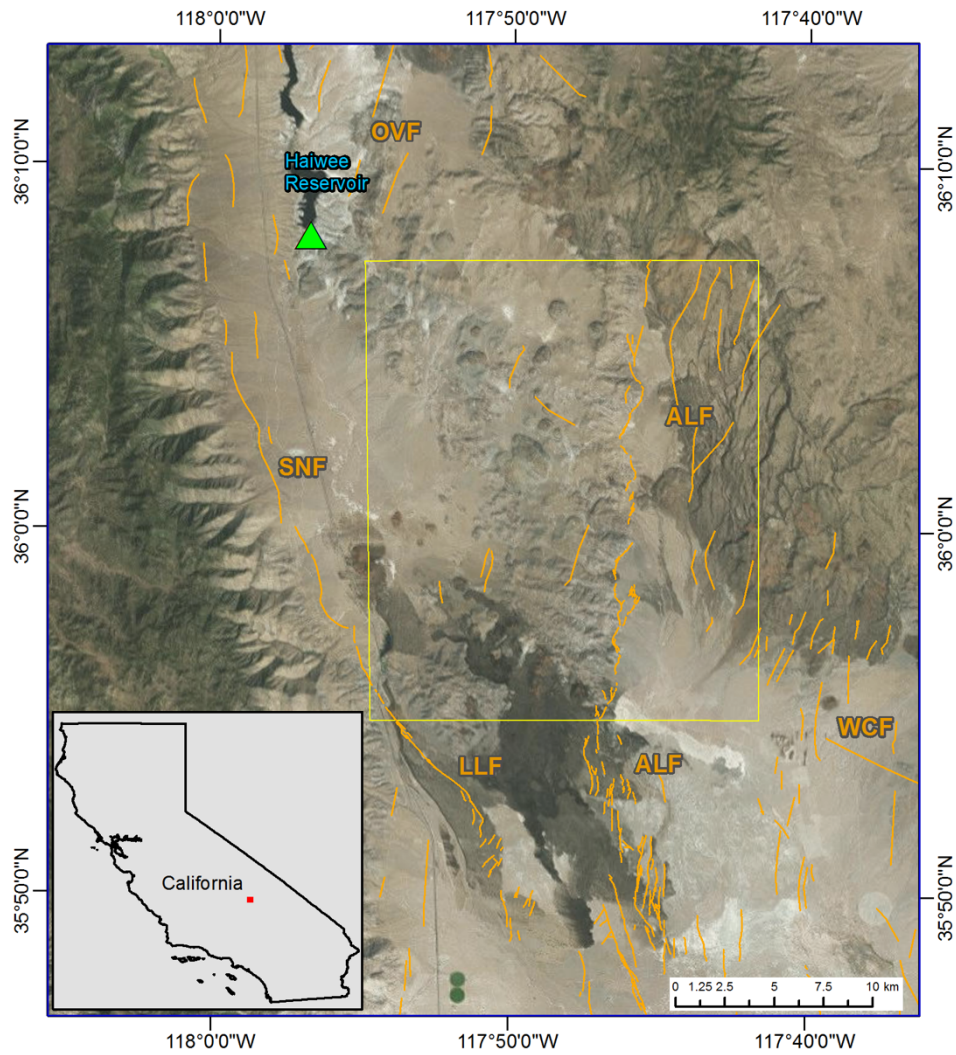 118°0'0"W
117°50'0"W
117°40'0"W
OVF
36°10'0"N
36°10'0"N
Haiwee
Reservoir
ALF
SNF
36°0'0"N
36°0'0"N
WCF
LLF
ALF
California
35°50'0"N
35°50'0"N
0 1.25 2.5 5 7.5 10 km
118°0'0"W
117°50'0"W
117°40'0"W